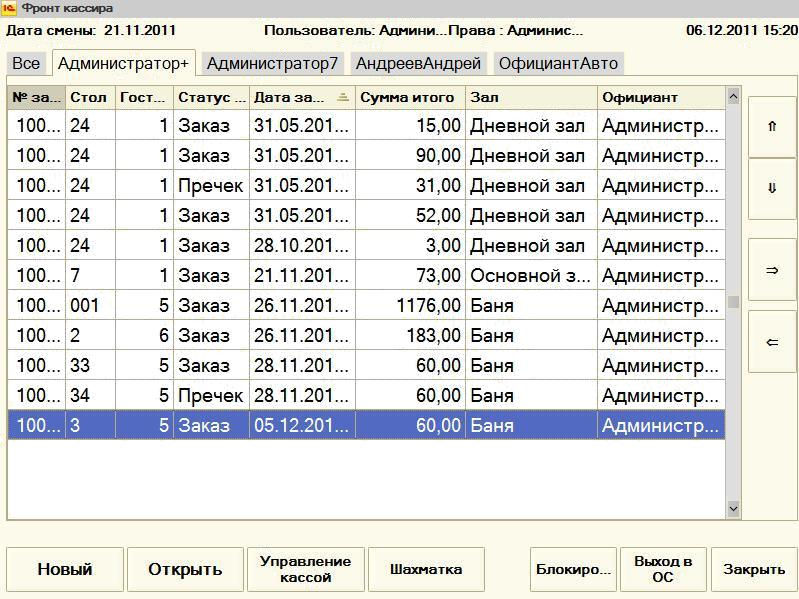 Фронт кассира
Дата смены: 21.11.2011 Пользователь: Админи... Права : Админис... 06.12.2011 15:20
Все Администратор+ Администратор7 АндреевАндрей ОфициантАвто
№ за... Стол Гост... Статус ... Дата за... Сумма итого Зал Официант
100... 24 1 Заказ 31.05.201... 15,00 Дневной зал Администр...
100... 24 1 Заказ 31.05.201... 90,00 Дневной зал Администр...
100... 24 1 Пречек 31.05.201... 31,00 Дневной зал Администр...
100... 24 1 Заказ 31.05.201... 52,00 Дневной зал Администр...
100... 24 1 Заказ 28.10.201... 3,00 Дневной зал Администр...
100... 7 1 Заказ 21.11.201... 73,00 Основной з... Администр...
100... 001 5 Заказ 26.11.201... 1176,00 Баня Администр...
100... 2 6 Заказ 26.11.201... 183,00 Баня Администр...
100... 33 5 Заказ 28.11.201... 60,00 Баня Администр...
100... 34 5 Пречек 28.11.201... 60,00 Баня Администр...
100... 3 5 Заказ 05.12.201... 60,00 Баня Администр...
Новый Открыть Управление кассой Шахматка Блокиро... Выход в ОС Закрыть